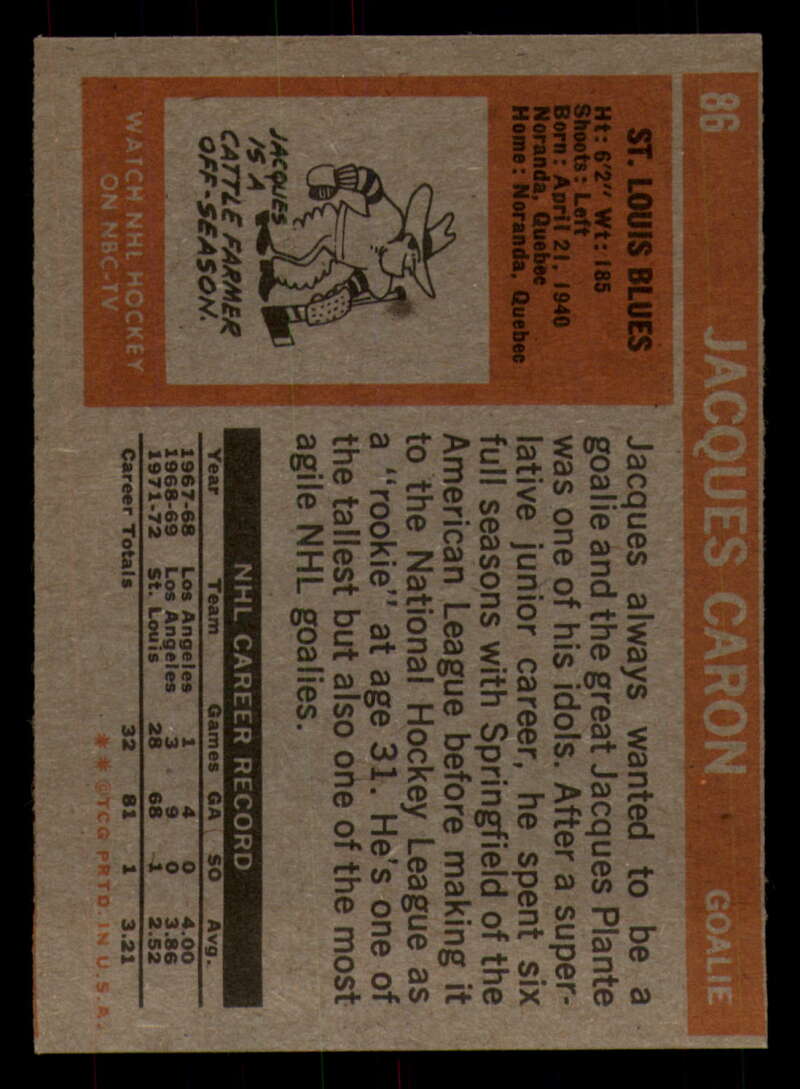 86 JACQUES CARON GOALIE
ST. LOUIS BLUES
Ht: 6'2" Wt: 185
Shoots: Left
Born: April 21, 1940
Noranda, Quebec
Home: Noranda, Quebec
JACQUES
IS A
CATTLE FARMER
OFF-SEASON.
WATCH NHL HOCKEY
ON NBC-TV
Jacques always wanted to be a
goalie and the great Jacques Plante
was one of his idols. After a super-
lative junior career, he spent six
full seasons with Springfield of the
American League before making it
to the National Hockey League as
a "rookie" at age 31. He's one of
the tallest but also one of the most
agile NHL goalies.
NHL CAREER RECORD
Year Team Games GA SO Avg.
1967-68 Los Angeles 1 4 0 4.00
1968-69 Los Angeles 3 9 0 3.86
1971-72 St. Louis 28 68 1 2.52
Career Totals 32 81 1 3.21
* * ©TCG PRTD. IN U.S.A.